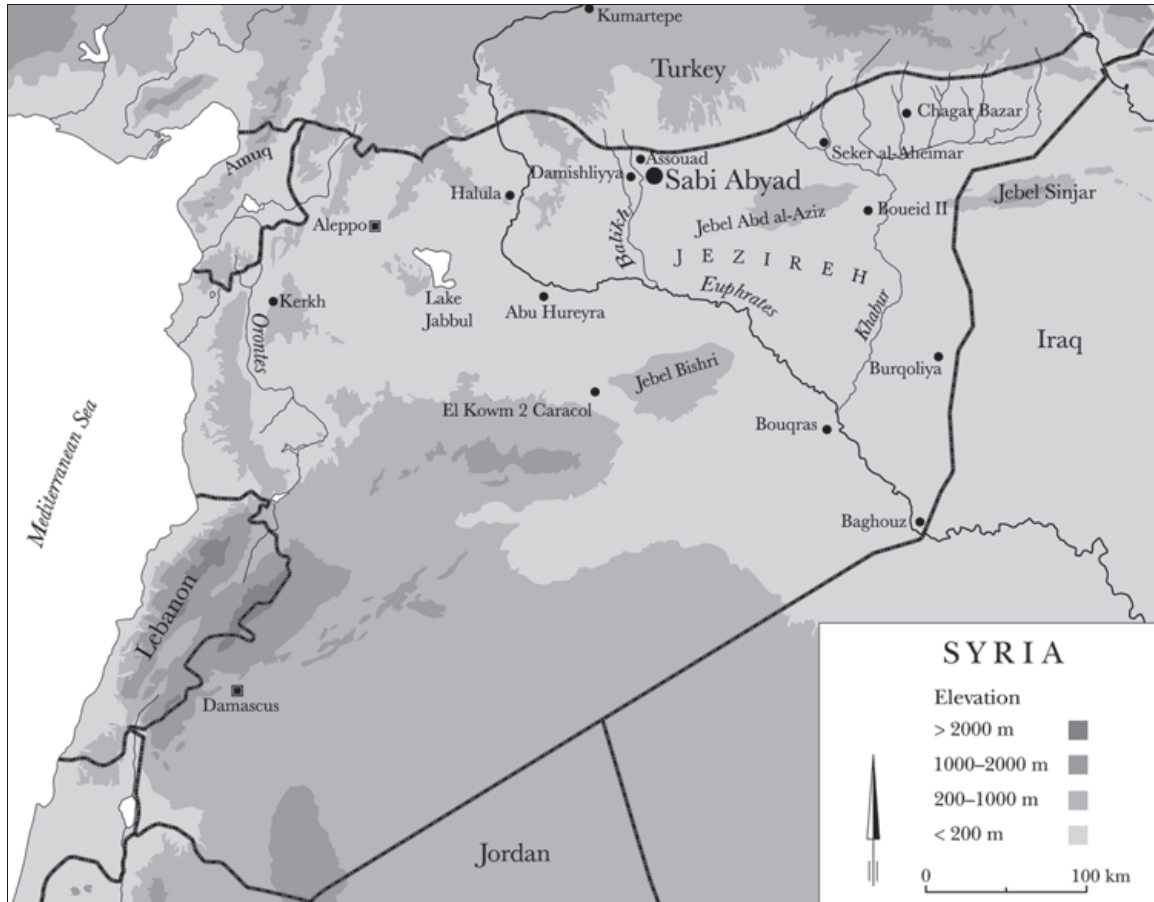 Kumartepe
Turkey
Chagar Bazar
Amuq
Assouad
Seker al-Aheimar
Damishliyya
Sabi Abyad
Halula
Jebel Sinjar
Jebel Abd al-Aziz
Boueid II
Aleppo
Balikh
JEZIREH
Kerkh
Lake
Jabbul
Abu Hureyra
Euphrates
Khabur
Orontes
Iraq
Jebel Bishri
Burqoliya
El Kowm 2 Caracol
Bouqras
Mediterranean Sea
Baghouz
Lebanon
Damascus
Jordan
SYRIA
Elevation
> 2000 m
1000–2000 m
200–1000 m
< 200 m
0 100 km